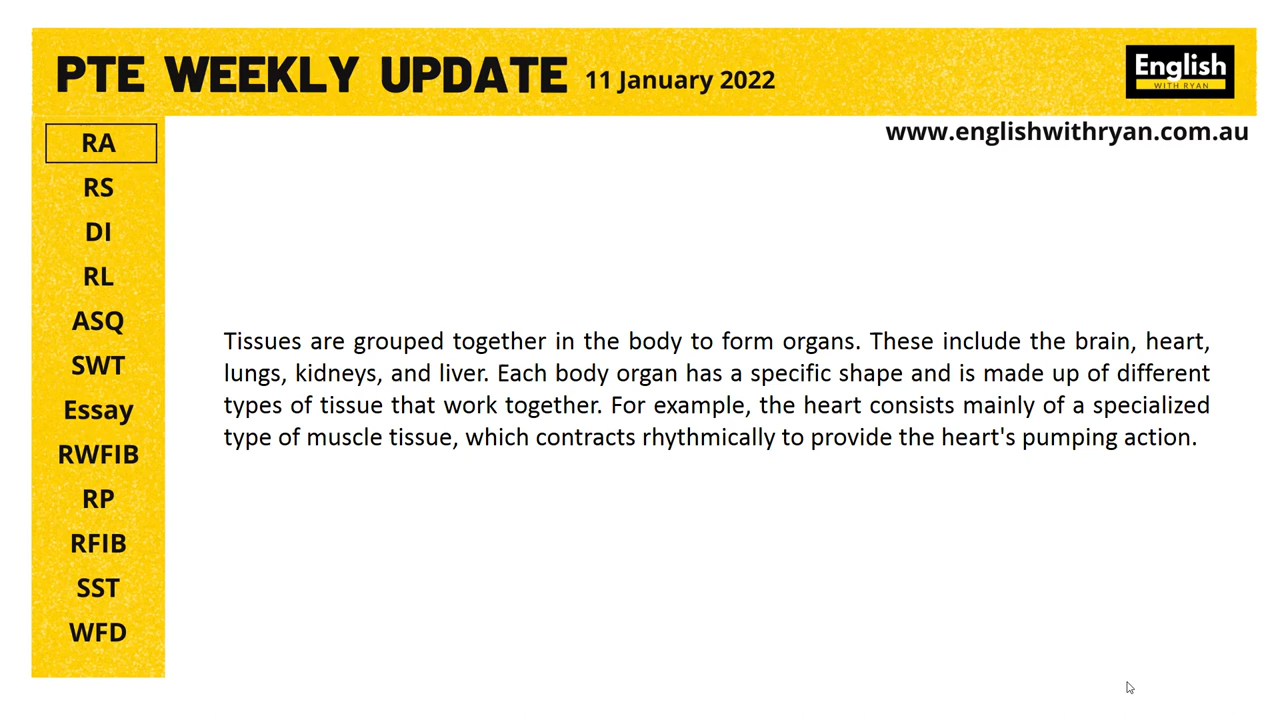 PTE WEEKLY UPDATE 11 January 2022
English
WITH RYAN
www.englishwithryan.com.au
RA
RS
DI
RL
ASQ
SWT
Essay
RWFIB
RP
RFIB
SST
WFD
Tissues are grouped together in the body to form organs. These include the brain, heart,
lungs, kidneys, and liver. Each body organ has a specific shape and is made up of different
types of tissue that work together. For example, the heart consists mainly of a specialized
type of muscle tissue, which contracts rhythmically to provide the heart's pumping action.